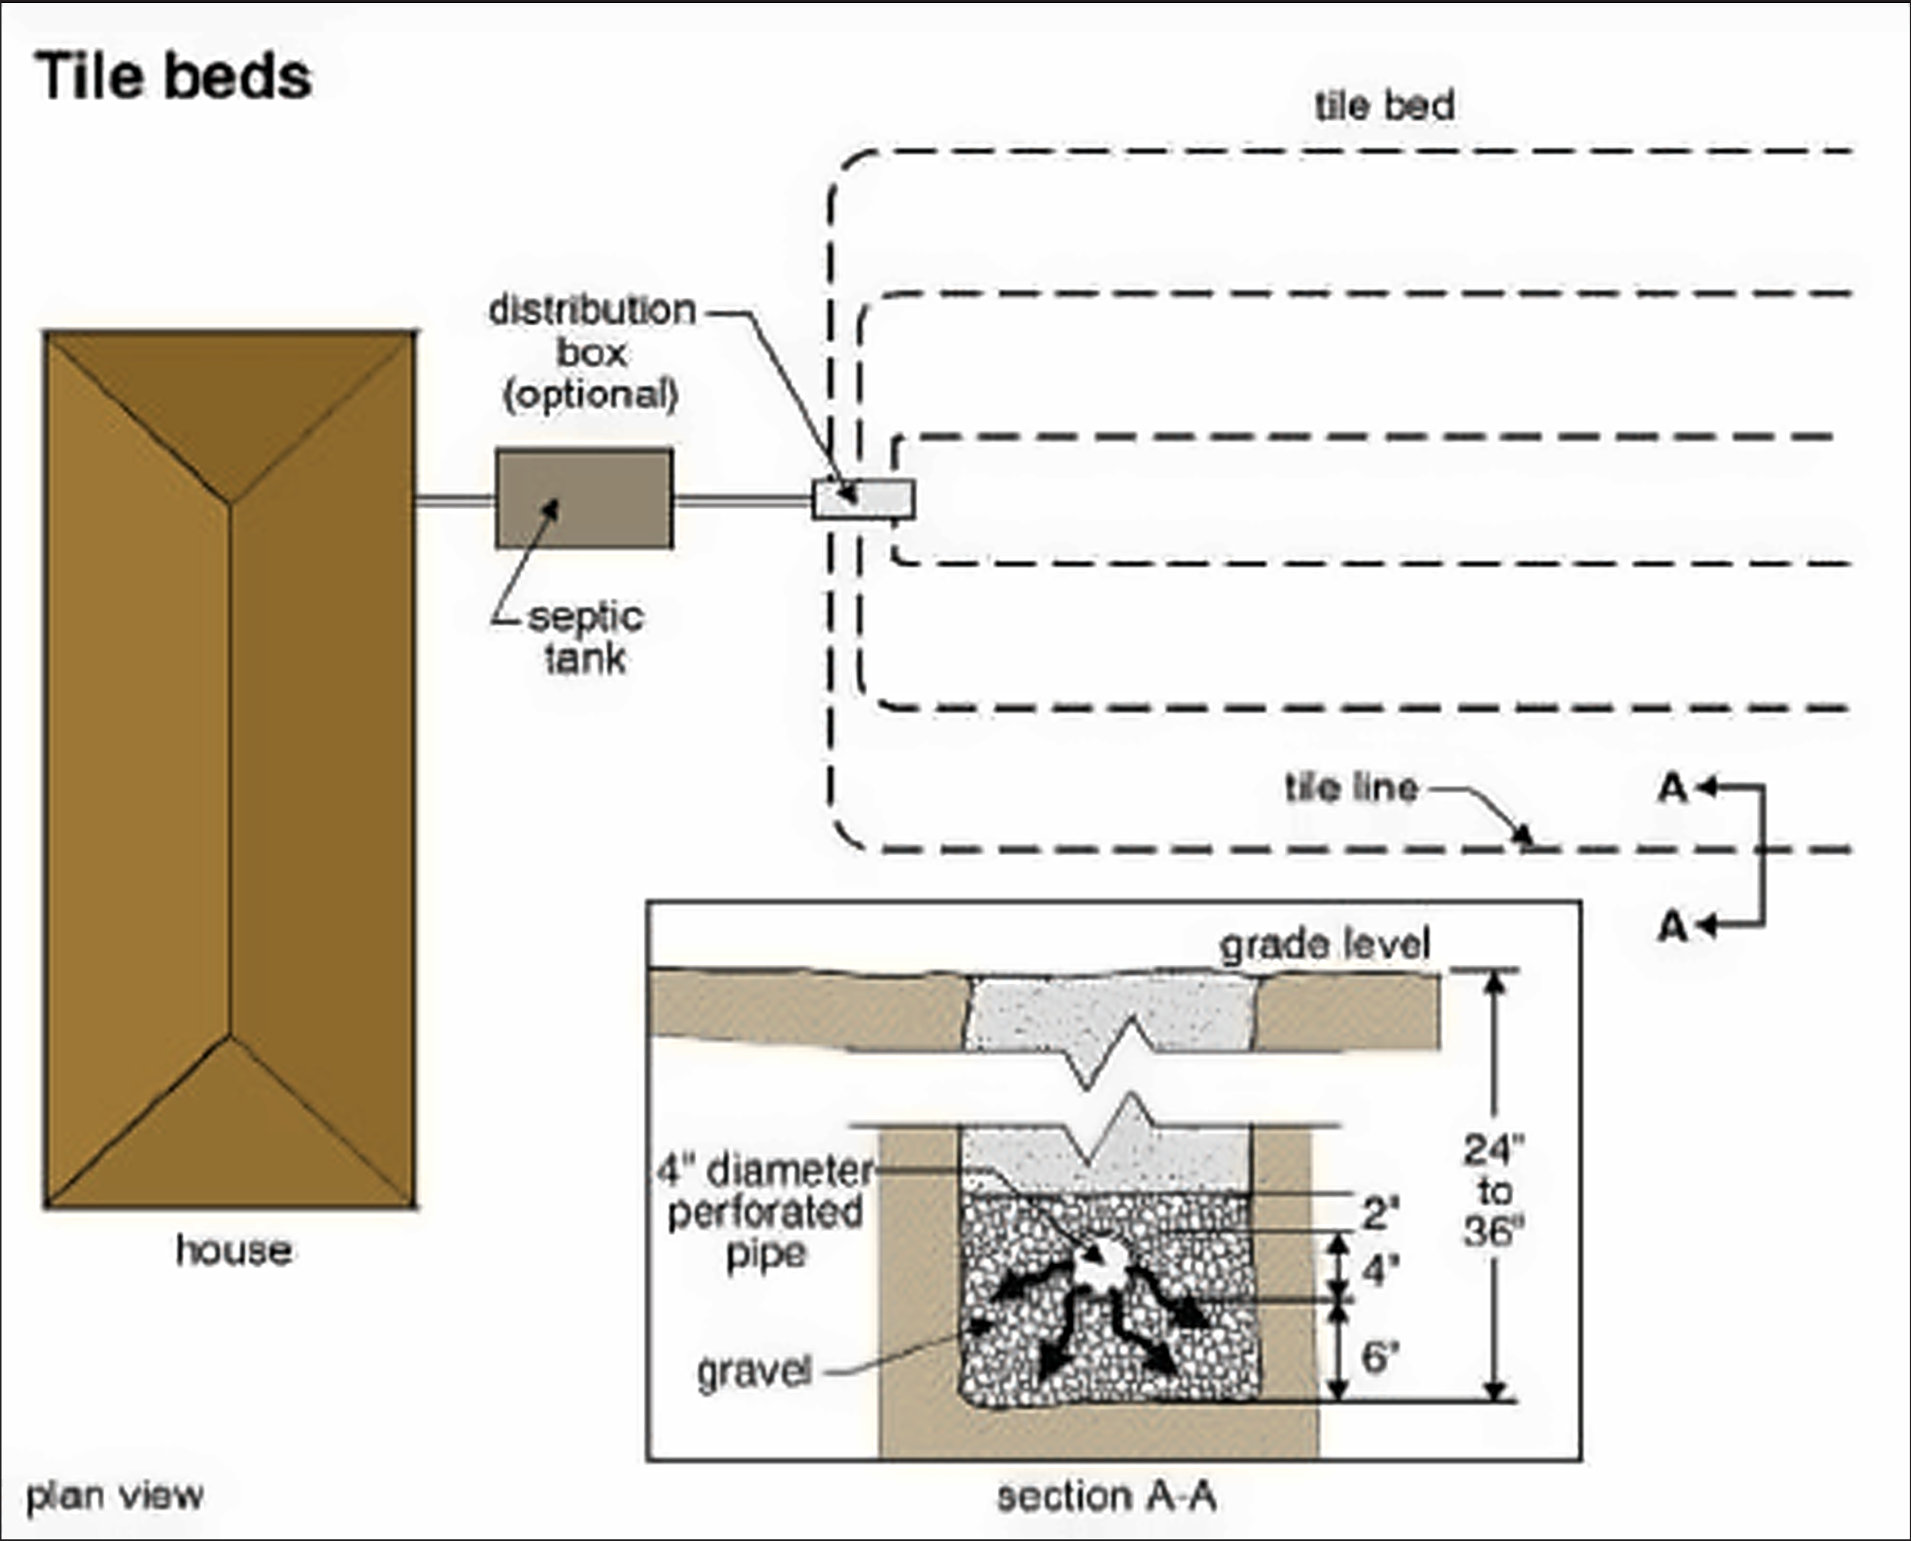 Tile beds
tile bed
distribution
box
(optional)
septic
tank
tile line
A
A
house
grade level
24"
to
36"
4" diameter
perforated
pipe
2"
4"
6"
gravel
plan view
section A-A